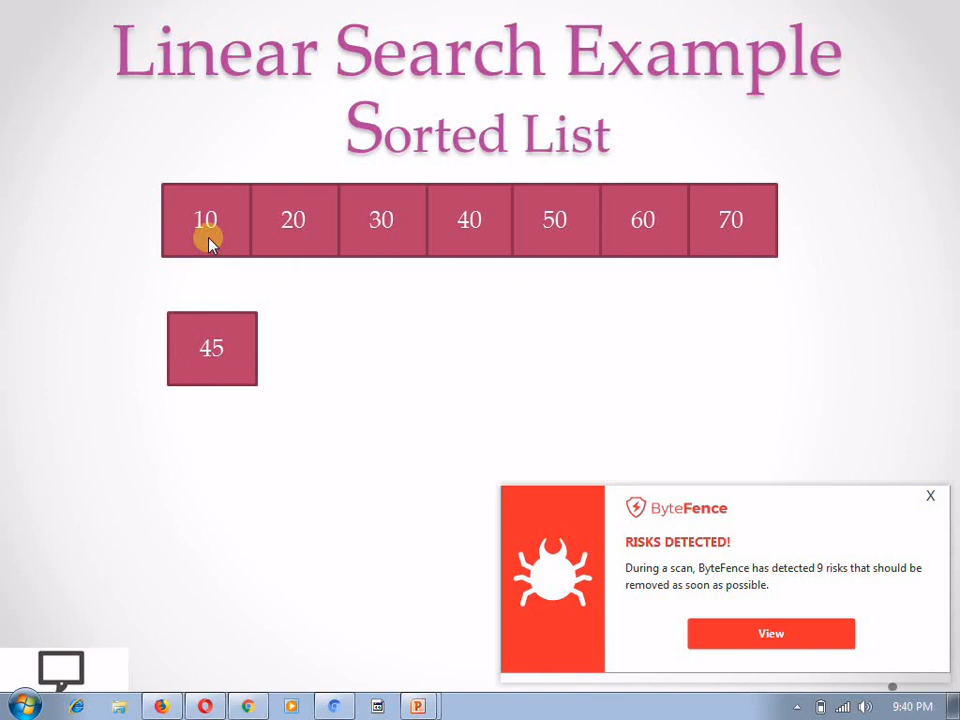 Linear Search Example
Sorted List
10 20 30 40 50 60 70
45
X
ByteFence
RISKS DETECTED!
During a scan, ByteFence has detected 9 risks that should be
removed as soon as possible.
View
9:40 PM